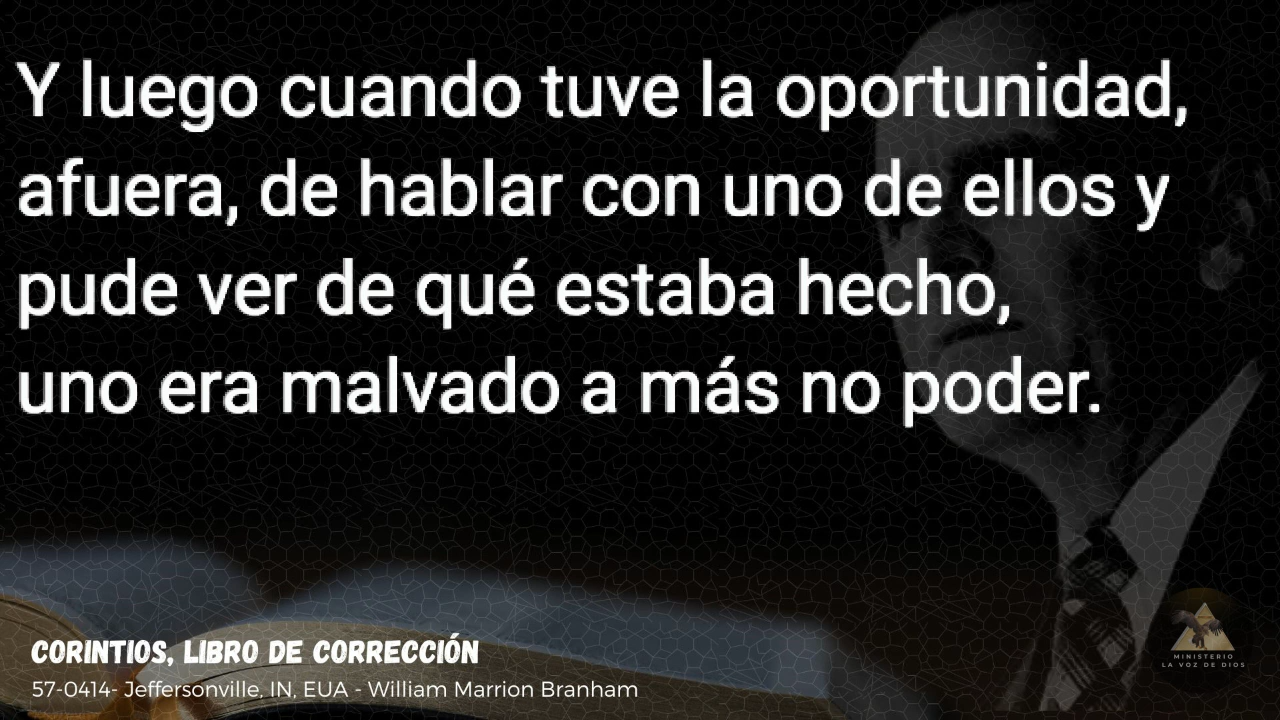 Y luego cuando tuve la oportunidad,
afuera, de hablar con uno de ellos y
pude ver de qué estaba hecho,
uno era malvado a más no poder.
CORINTIOS, LIBRO DE CORRECCIÓN
57-0414- Jeffersonville, IN, EUA - William Marrion Branham
MINISTERIO
LA VOZ DE DIOS